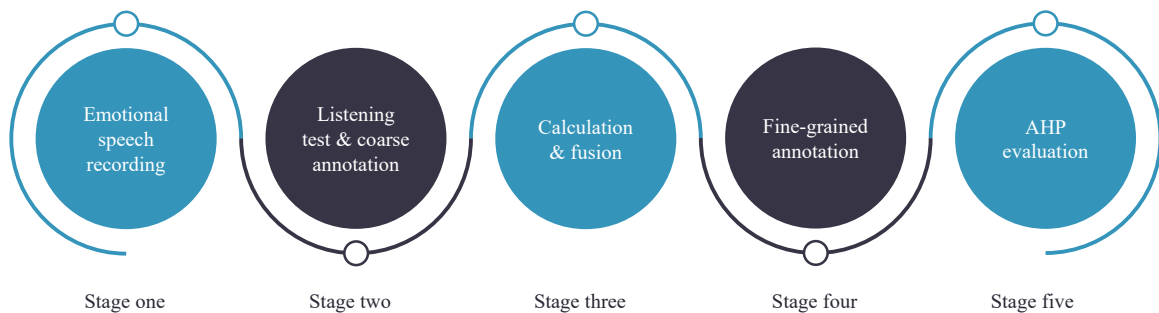 Emotional
speech
recording
Listening
test & coarse
annotation
Calculation
& fusion
Fine-grained
annotation
AHP
evaluation
Stage one
Stage two
Stage three
Stage four
Stage five